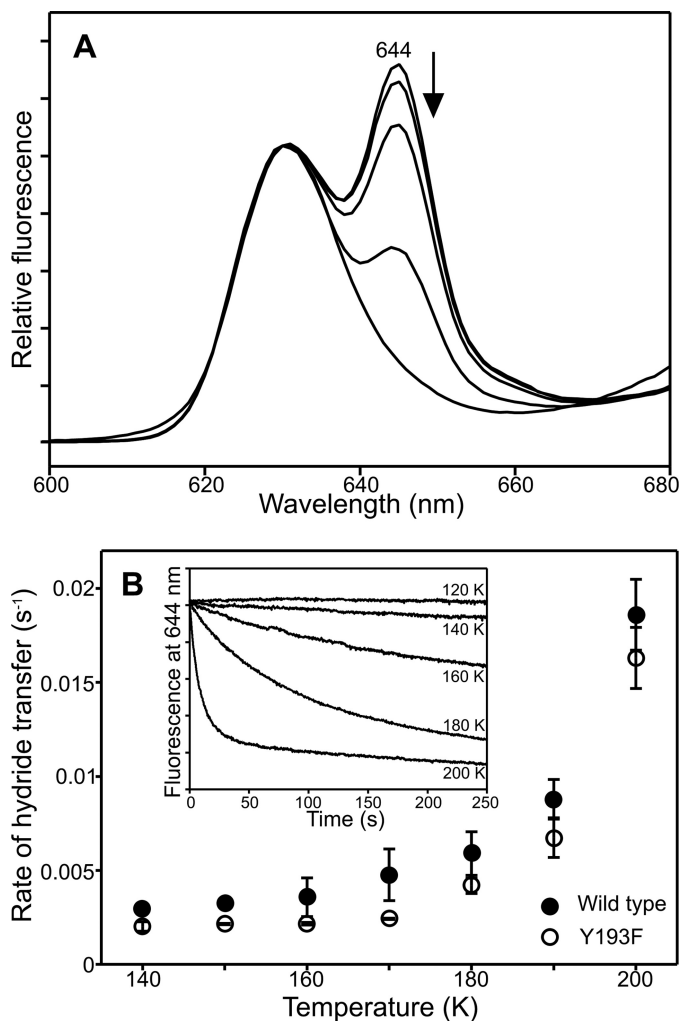 A
644
Relative fluorescence
600
620
640
660
680
Wavelength (nm)
B
Rate of hydride transfer (s⁻¹)
0.02
0.015
0.01
0.005
0
Fluorescence at 644 nm
120 K
140 K
160 K
180 K
200 K
0
50
100
150
200
250
Time (s)
Wild type
Y193F
140
160
180
200
Temperature (K)